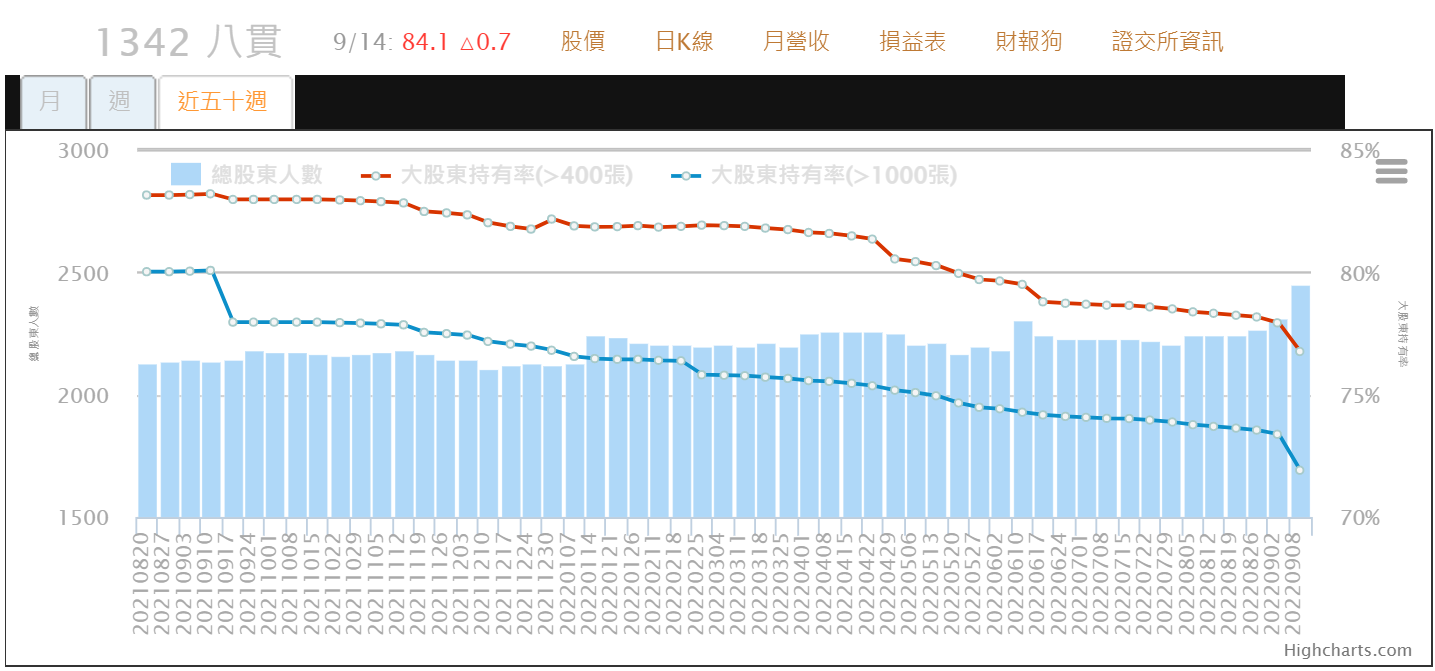 1342 八貫 9/14: 84.1 △0.7 股價 日K線 月營收 損益表 財報狗 證交所資訊
月 週 近五十週
3000 85%
總股東人數 大股東持有率(>400張) 大股東持有率(>1000張)
2500 80%
總股東人數
大股東持有率
2000 75%
1500 70%
20210820 20210827 20210903 20210910 20210917 20210924 20211001 20211008 20211015 20211022 20211029 20211105 20211112 20211119 20211126 20211203 20211210 20211217 20211224 20211230 20220107 20220114 20220121 20220126 20220211 20220218 20220225 20220304 20220311 20220318 20220325 20220401 20220408 20220415 20220422 20220429 20220506 20220513 20220520 20220527 20220602 20220610 20220617 20220624 20220701 20220708 20220715 20220722 20220729 20220805 20220812 20220819 20220826 20220902 20220908
Highcharts.com